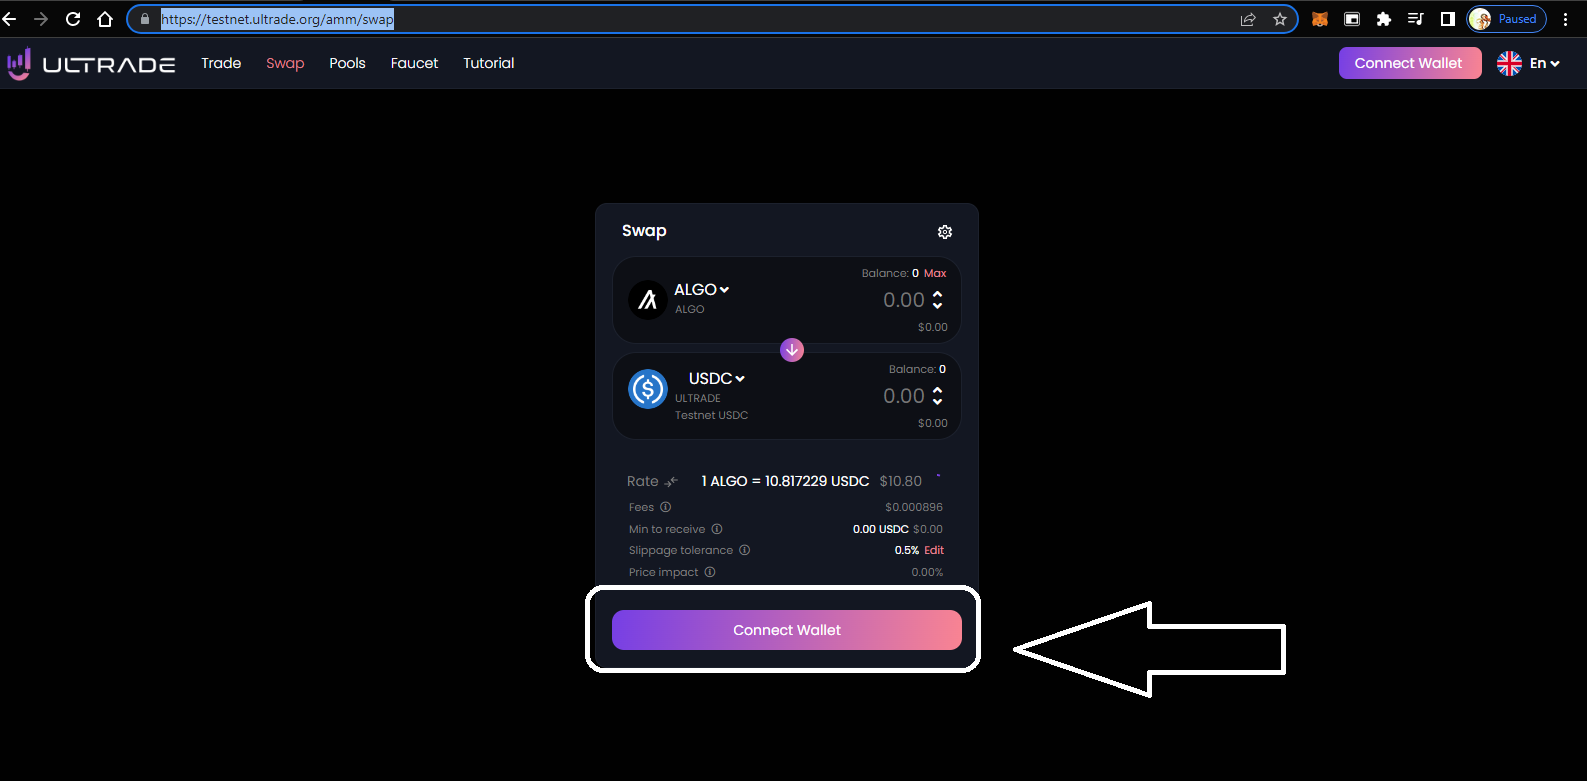 https://testnet.ultrade.org/amm/swap
Paused
ULTRADE Trade Swap Pools Faucet Tutorial Connect Wallet En
Swap
Balance: 0 Max
ALGO 0.00
ALGO
$0.00
Balance: 0
USDC 0.00
ULTRADE
Testnet USDC
$0.00
Rate 1 ALGO = 10.817229 USDC $10.80
Fees $0.000896
Min to receive 0.00 USDC $0.00
Slippage tolerance 0.5% Edit
Price impact 0.00%
Connect Wallet